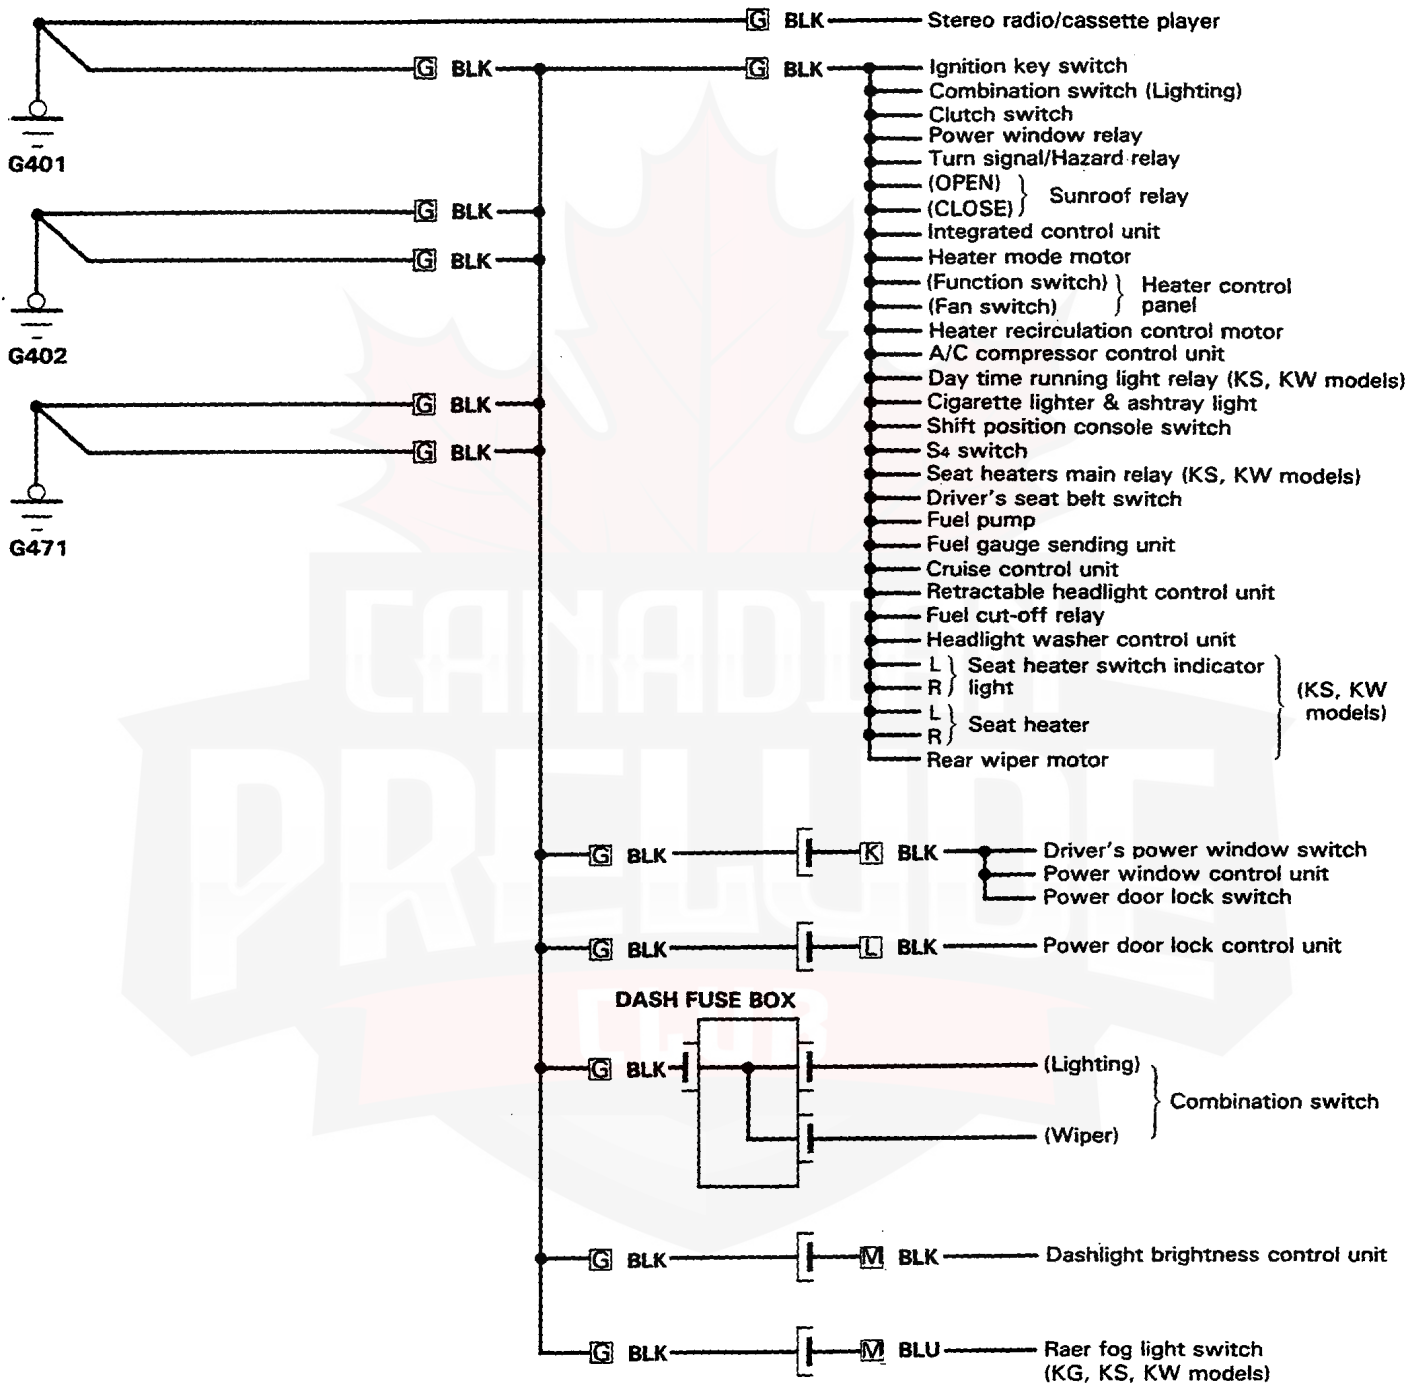 G BLK Stereo radio/cassette player
G BLK G BLK Ignition key switch
Combination switch (Lighting)
Clutch switch
Power window relay
Turn signal/Hazard relay
G401
(OPEN)
(CLOSE)
Sunroof relay
G BLK
Integrated control unit
G BLK
Heater mode motor
(Function switch)
(Fan switch)
Heater control
panel
Heater recirculation control motor
G402
A/C compressor control unit
Day time running light relay (KS, KW models)
G BLK
Cigarette lighter & ashtray light
Shift position console switch
G BLK
S4 switch
Seat heaters main relay (KS, KW models)
Driver's seat belt switch
Fuel pump
G471
Fuel gauge sending unit
Cruise control unit
Retractable headlight control unit
Fuel cut-off relay
Headlight washer control unit
L
R
Seat heater switch indicator
light
L
R
Seat heater
(KS, KW
models)
Rear wiper motor
CANADIAN
PRELUDE
CLUB
G BLK K BLK Driver's power window switch
Power window control unit
Power door lock switch
G BLK L BLK Power door lock control unit
DASH FUSE BOX
G BLK (Lighting)
Combination switch
(Wiper)
G BLK M BLK Dashlight brightness control unit
G BLK M BLU Raer fog light switch
(KG, KS, KW models)